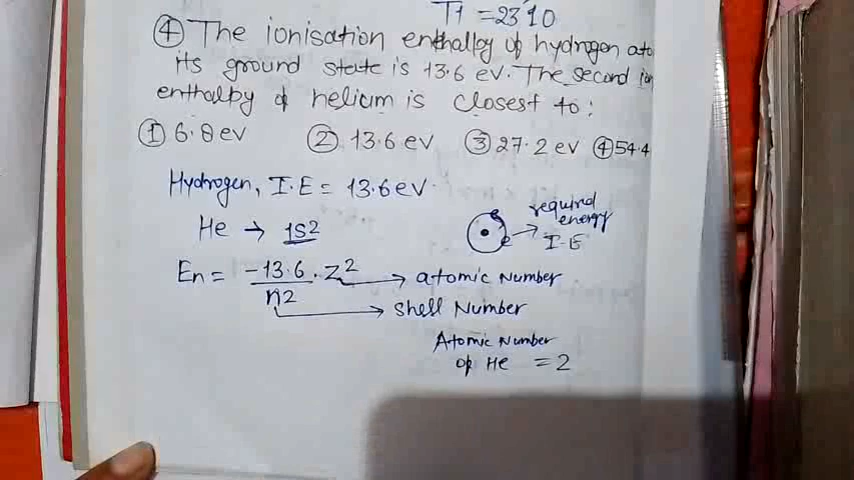 T1 = 2310
④ The ionisation enthalpy of hydrogen ato
its ground state is 13.6 eV. The second ion
enthalpy of helium is closest to:
① 6.8 eV ② 13.6 eV ③ 27.2 eV ④ 54.4
Hydrogen, I.E = 13.6 eV
He → 1s2
required
energy
e → I.E
En = -13.6/n2 . Z2 → atomic Number
→ shell Number
Atomic Number
of He = 2